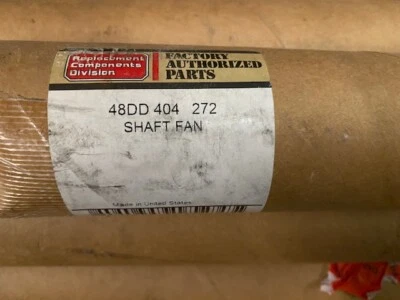 Replacement
Components
Division
FACTORY
AUTHORIZED
PARTS
48DD 404 272
SHAFT FAN
Made in United States